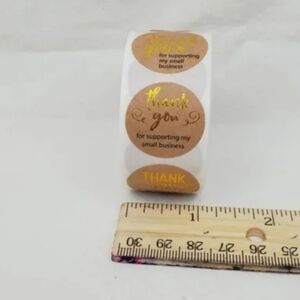 you
for supporting
my small
business
thank
you
for supporting my
small business
THANK
1
2
30 29 28 27 26 25